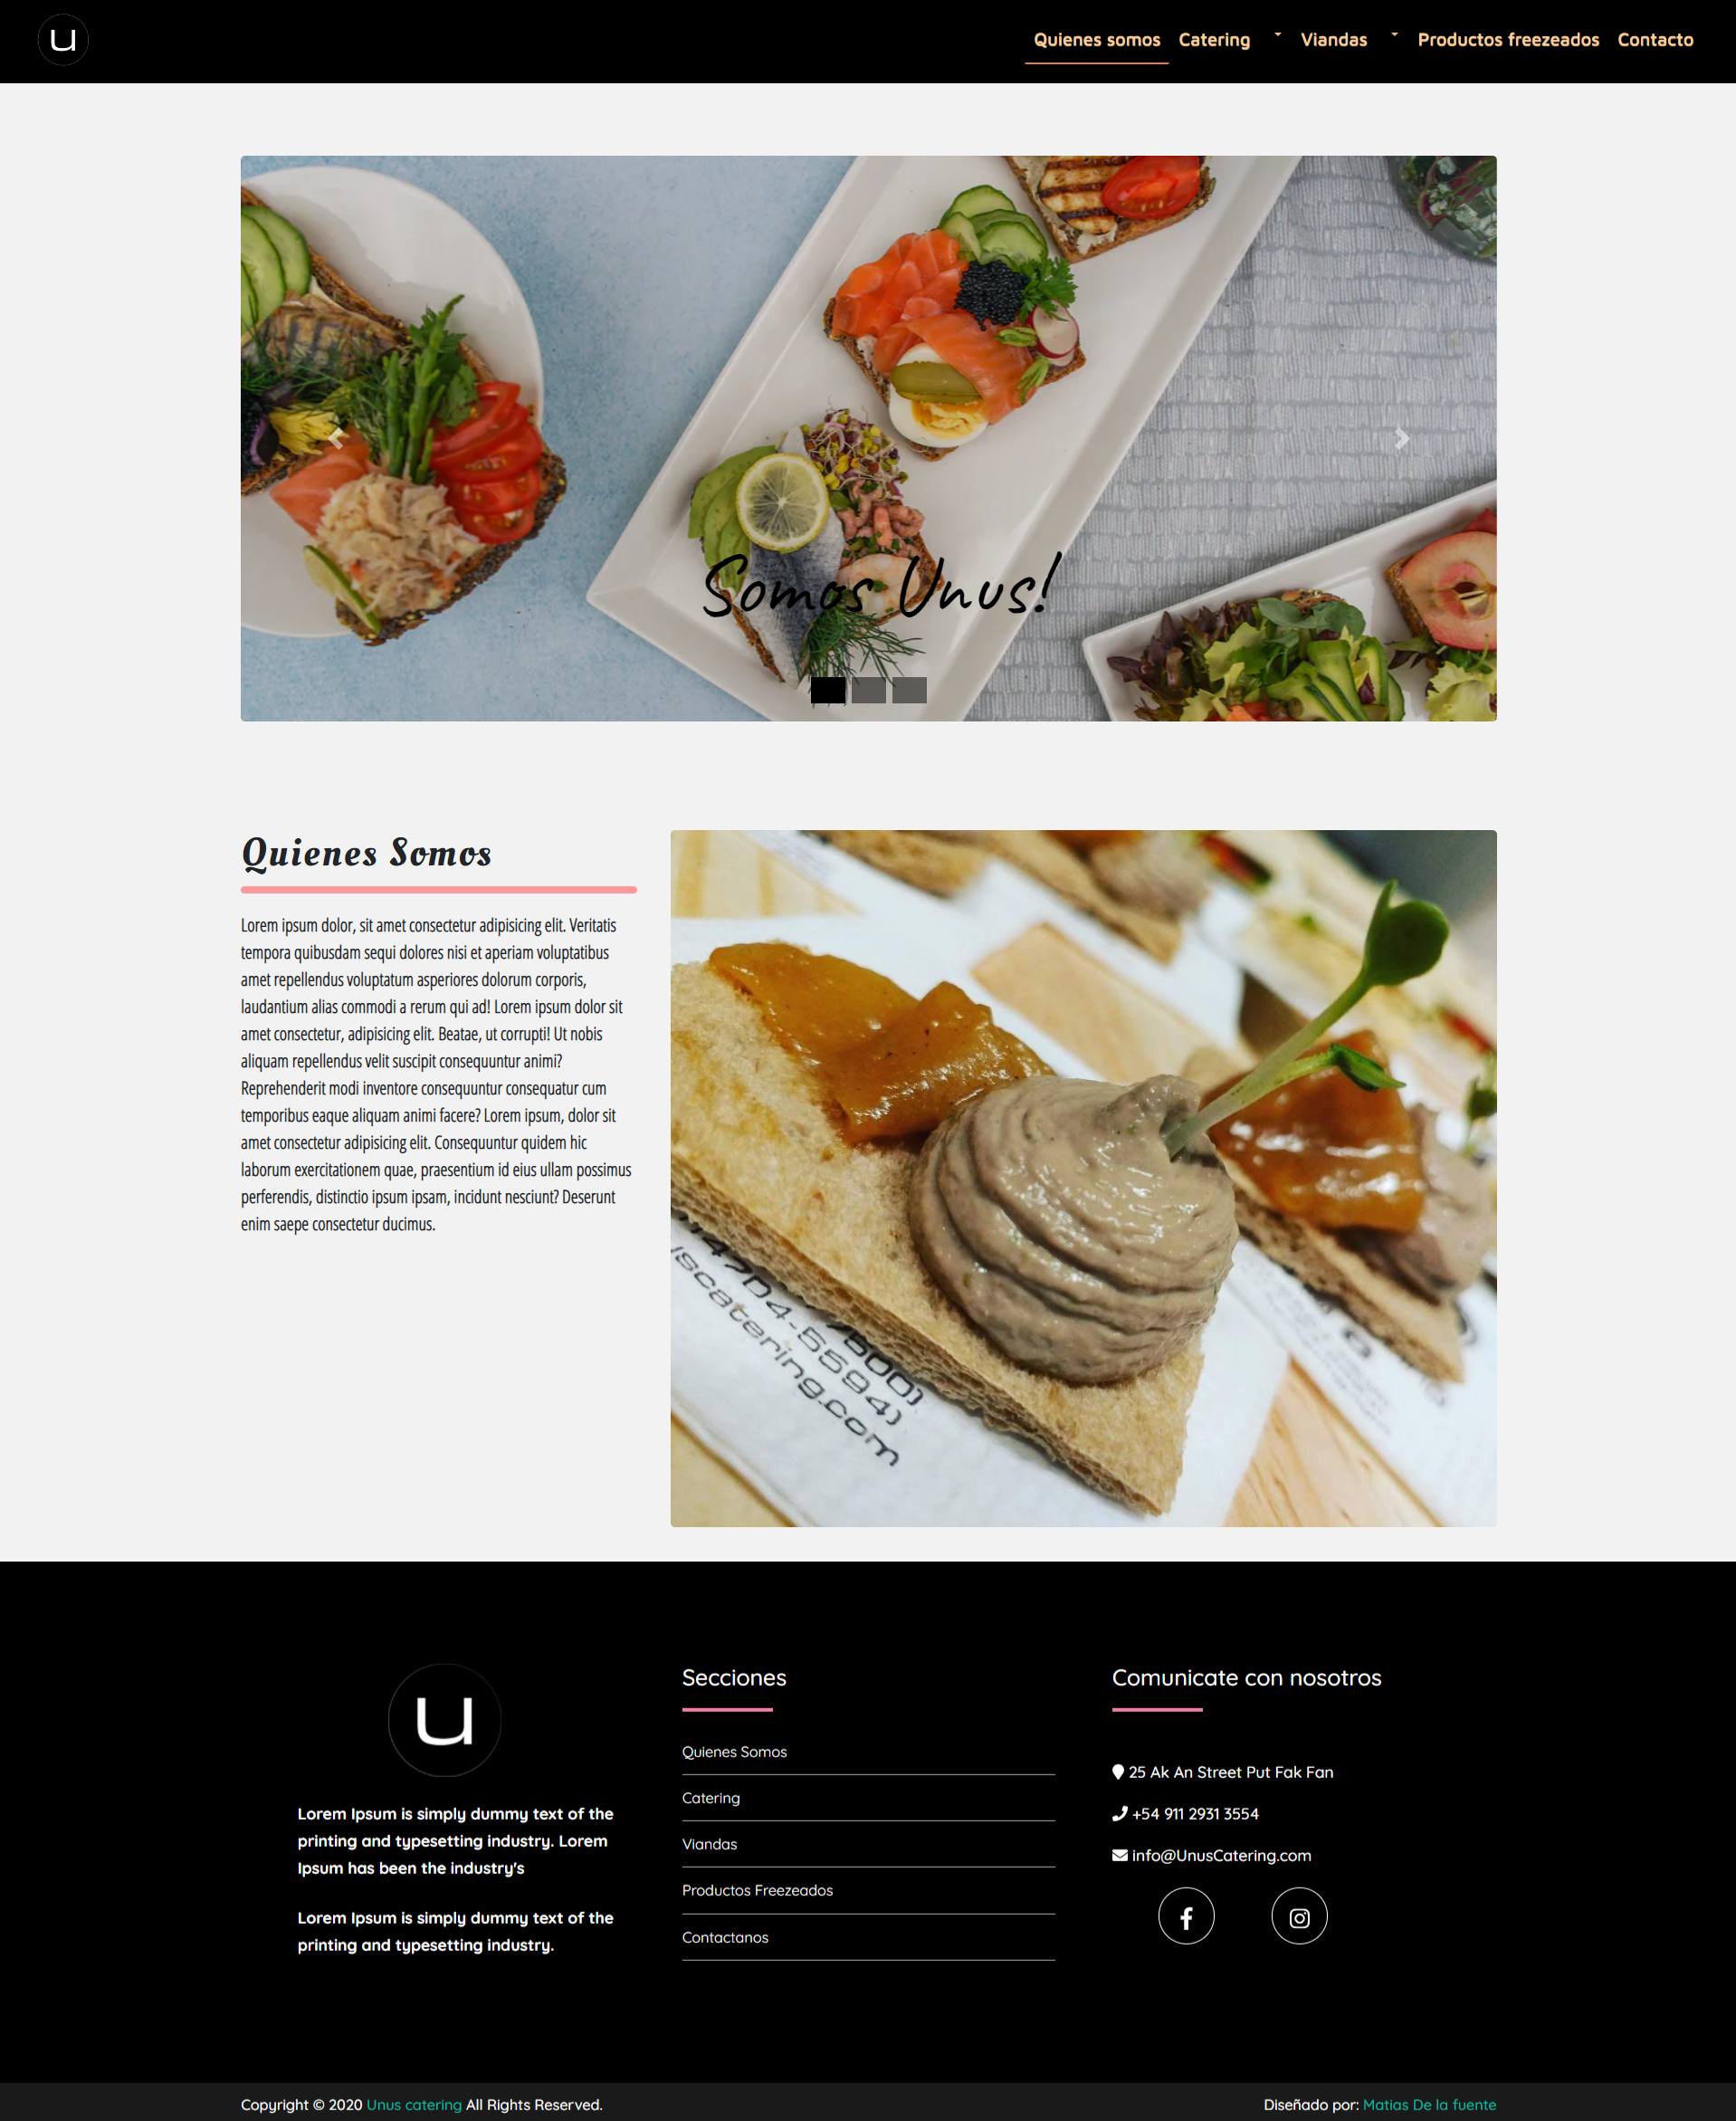 u
Quienes somos Catering Viandas Productos freezeados Contacto
Somos Unus!
Quienes Somos
Lorem ipsum dolor, sit amet consectetur adipisicing elit. Veritatis
tempora quibusdam sequi dolores nisi et aperiam voluptatibus
amet repellendus voluptatum asperiores dolorum corporis,
laudantium alias commodi a rerum qui ad! Lorem ipsum dolor sit
amet consectetur, adipisicing elit. Beatae, ut corrupti! Ut nobis
aliquam repellendus velit suscipit consequuntur animi?
Reprehenderit modi inventore consequuntur consequatur cum
temporibus eaque aliquam animi facere? Lorem ipsum, dolor sit
amet consectetur adipisicing elit. Consequuntur quidem hic
laborum exercitationem quae, praesentium id eius ullam possimus
perferendis, distinctio ipsum ipsam, incidunt nesciunt? Deserunt
enim saepe consectetur ducimus.
5594)
scatering.com
u
Lorem Ipsum is simply dummy text of the
printing and typesetting industry. Lorem
Ipsum has been the industry's
Lorem Ipsum is simply dummy text of the
printing and typesetting industry.
Secciones
Quienes Somos
Catering
Viandas
Productos Freezeados
Contactanos
Comunicate con nosotros
25 Ak An Street Put Fak Fan
+54 911 2931 3554
info@UnusCatering.com
Copyright © 2020 Unus catering All Rights Reserved.
Diseñado por: Matias De la fuente